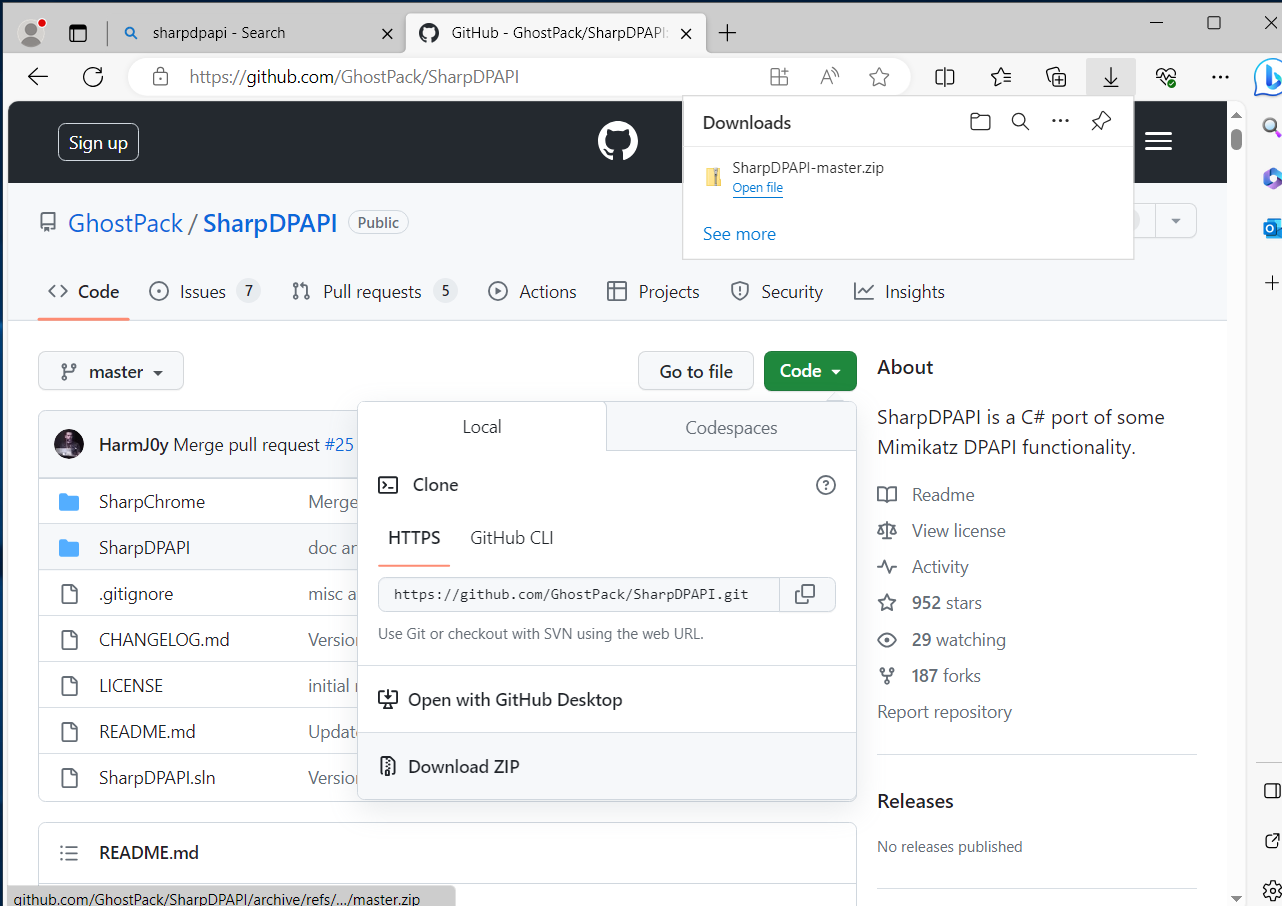 sharpdpapi - Search
GitHub - GhostPack/SharpDPAPI:
https://github.com/GhostPack/SharpDPAPI
Downloads
SharpDPAPI-master.zip
Open file
See more
Sign up
GhostPack / SharpDPAPI Public
Code
Issues 7
Pull requests 5
Actions
Projects
Security
Insights
master
Go to file
Code
HarmJ0y Merge pull request #25
SharpChrome Merge
SharpDPAPI doc an
.gitignore misc a
CHANGELOG.md Version
LICENSE initial
README.md Update
SharpDPAPI.sln Version
Local
Codespaces
Clone
HTTPS
GitHub CLI
https://github.com/GhostPack/SharpDPAPI.git
Use Git or checkout with SVN using the web URL.
Open with GitHub Desktop
Download ZIP
About
SharpDPAPI is a C# port of some
Mimikatz DPAPI functionality.
Readme
View license
Activity
952 stars
29 watching
187 forks
Report repository
Releases
No releases published
README.md
github.com/GhostPack/SharpDPAPI/archive/refs/.../master.zip